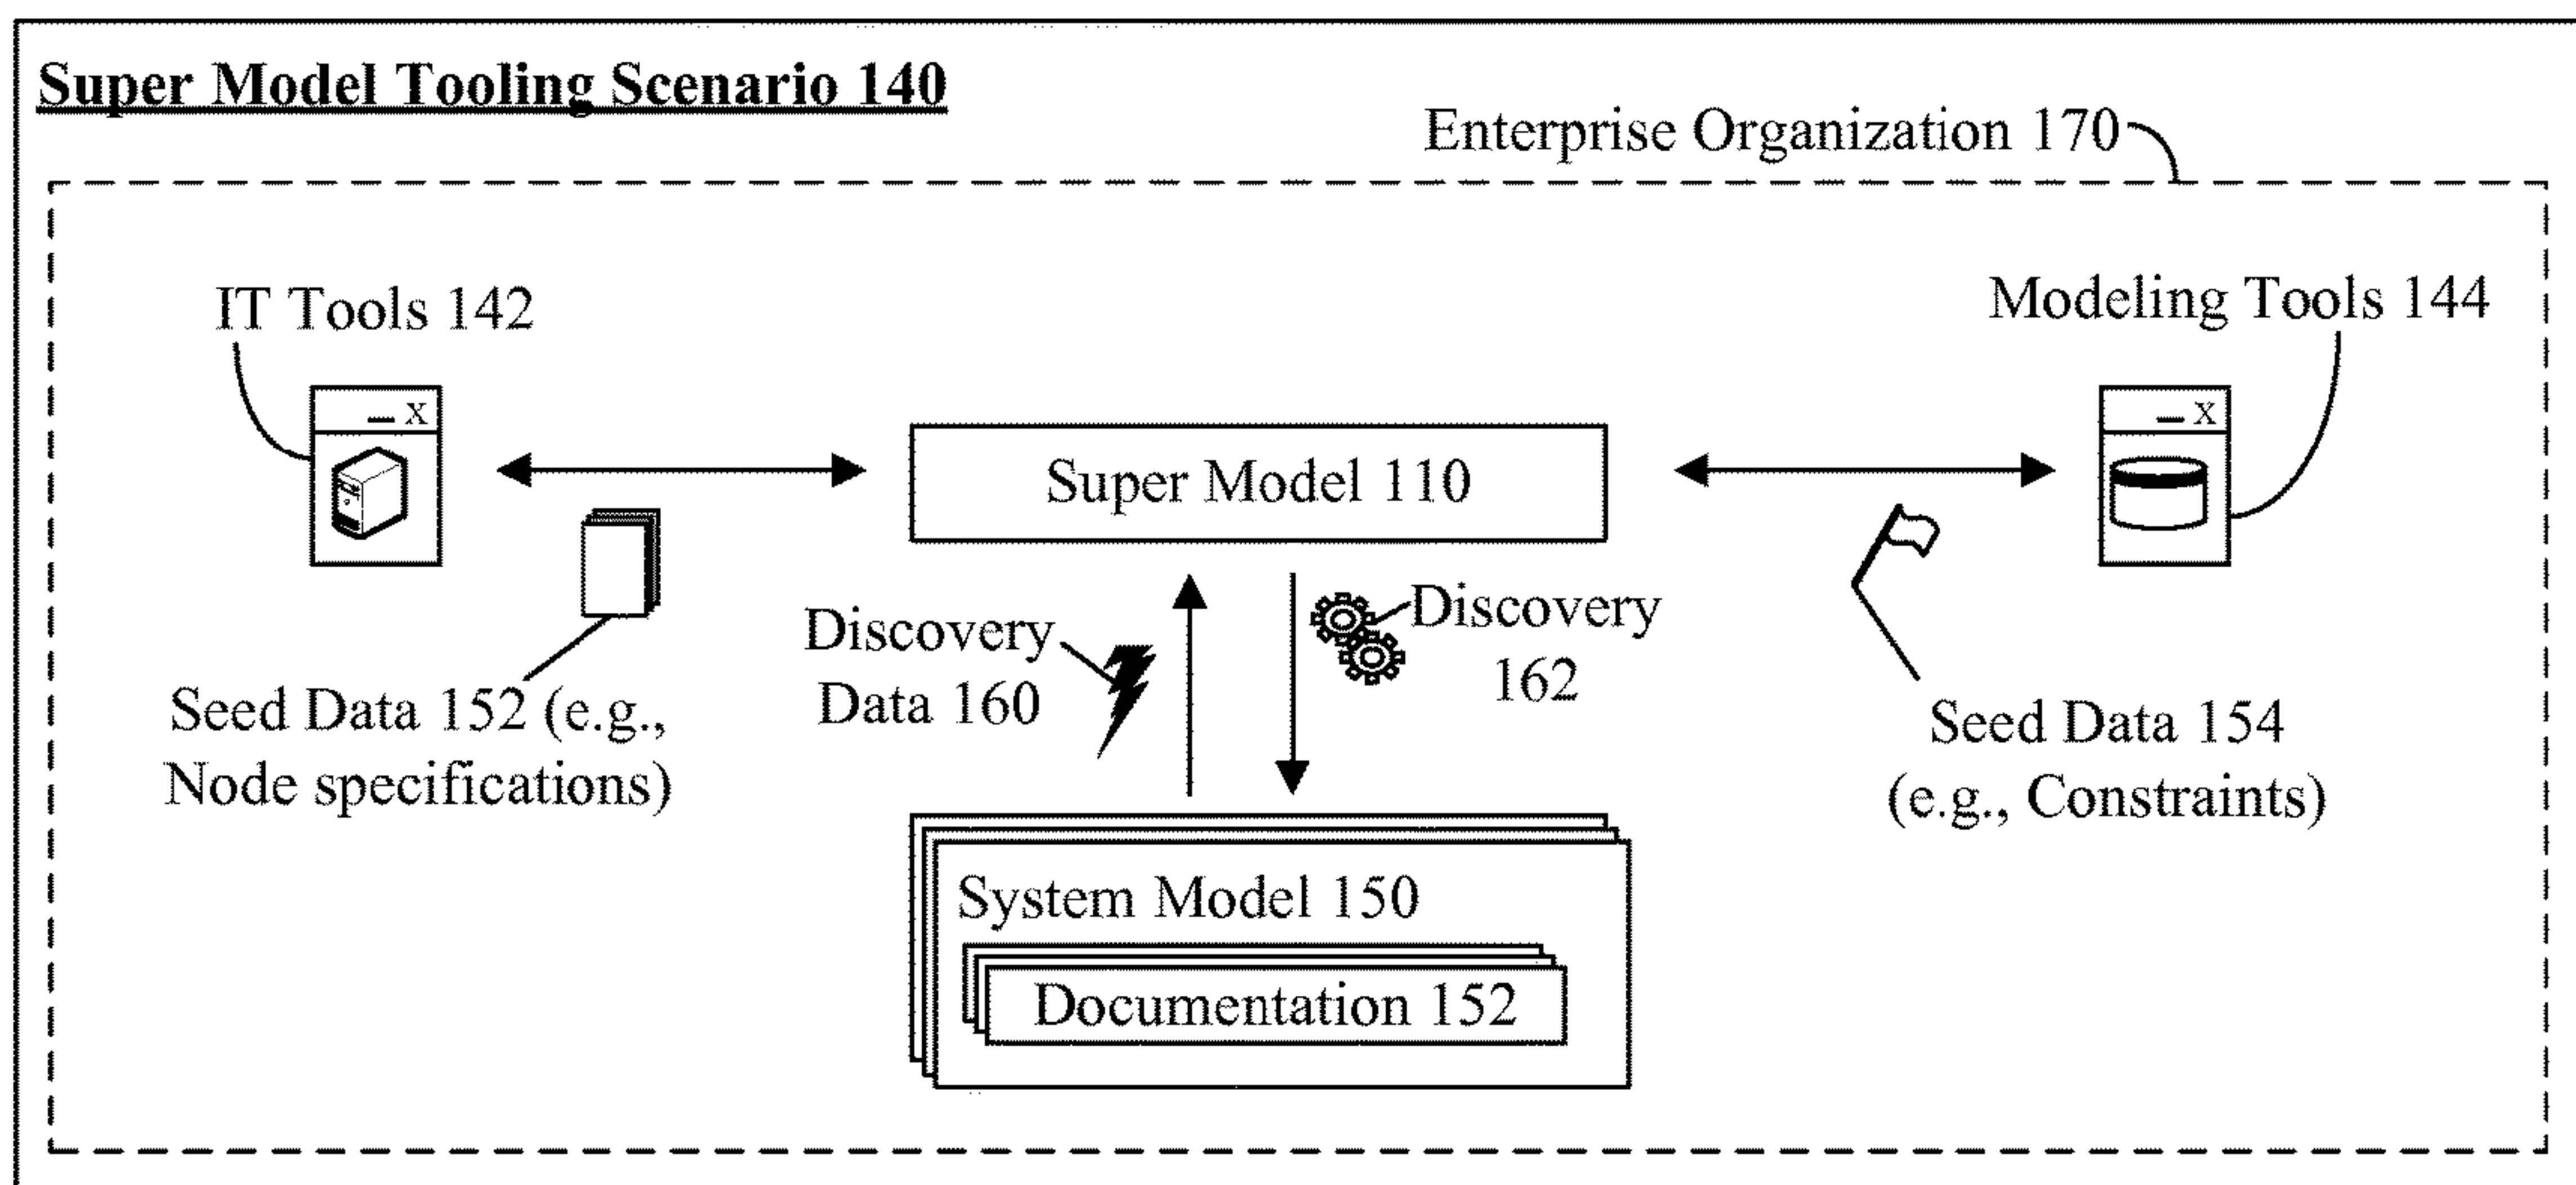 Super Model Tooling Scenario 140
Enterprise Organization 170
IT Tools 142
Modeling Tools 144
_ X
_ X
Super Model 110
Discovery
Data 160
Discovery
162
Seed Data 152 (e.g.,
Node specifications)
Seed Data 154
(e.g., Constraints)
System Model 150
Documentation 152